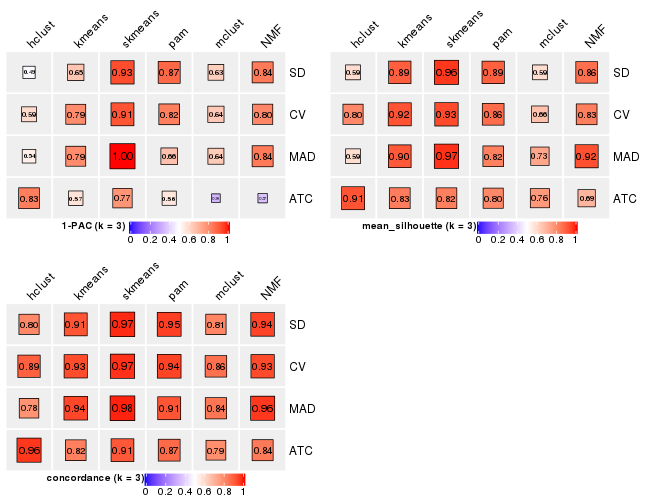 hclust kmeans skmeans pam mclust NMF
0.65 0.93 0.87 0.63 0.84 SD
0.59 0.79 0.91 0.82 0.64 0.80 CV
0.54 0.79 1.00 0.66 0.64 0.84 MAD
0.83 0.57 0.77 0.56 ATC
1-PAC (k = 3)
0 0.2 0.4 0.6 0.8 1
hclust kmeans skmeans pam mclust NMF
0.59 0.89 0.96 0.89 0.59 0.86 SD
0.80 0.92 0.93 0.86 0.66 0.83 CV
0.59 0.90 0.97 0.82 0.73 0.92 MAD
0.91 0.83 0.82 0.80 0.76 0.69 ATC
mean_silhouette (k = 3)
0 0.2 0.4 0.6 0.8 1
hclust kmeans skmeans pam mclust NMF
0.80 0.91 0.97 0.95 0.81 0.94 SD
0.89 0.93 0.97 0.94 0.86 0.93 CV
0.78 0.94 0.98 0.91 0.84 0.96 MAD
0.96 0.82 0.91 0.87 0.79 0.84 ATC
concordance (k = 3)
0 0.2 0.4 0.6 0.8 1